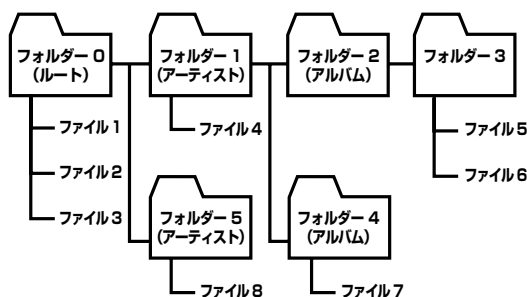 フォルダー 0
(ルート)
フォルダー 1
(アーティスト)
フォルダー 2
(アルバム)
フォルダー 3
ファイル 1
ファイル 2
ファイル 3
ファイル 4
ファイル 5
ファイル 6
フォルダー 5
(アーティスト)
フォルダー 4
(アルバム)
ファイル 8
ファイル 7